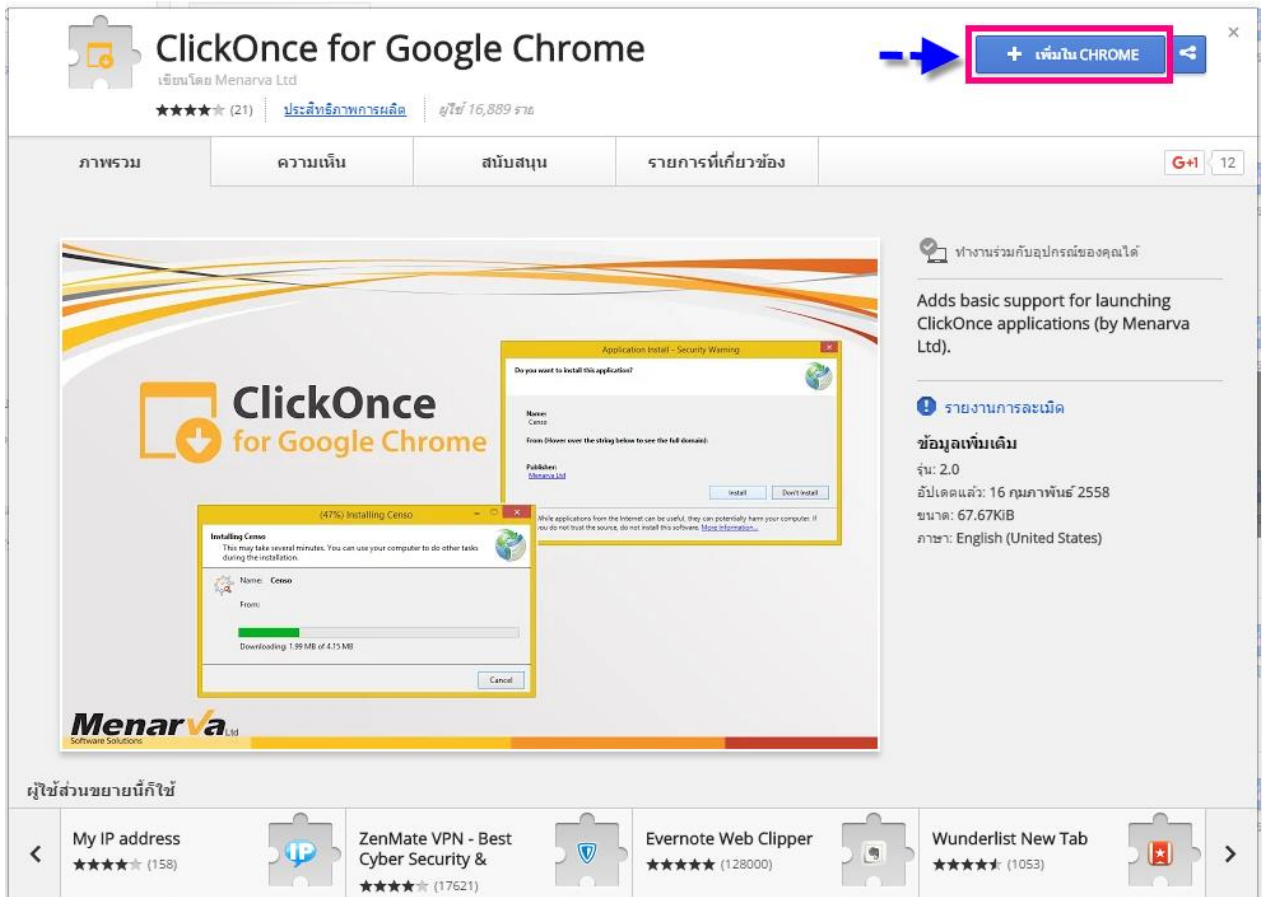 ClickOnce for Google Chrome
เขียนโดย Menarva Ltd
(21) ประสิทธิภาพการผลิต ผู้ใช้ 16,889 ราย
+ เพิ่มใน CHROME
ภาพรวม ความเห็น สนับสนุน รายการที่เกี่ยวข้อง
G+1 12
ClickOnce
for Google Chrome
Application Install - Security Warning
Do you want to install this application?
Name:
Censo
From (Hover over the string below to see the full domain):
Publisher:
Menarva Ltd
Install Don't Install
While applications from the Internet can be useful, they can potentially harm your computer. If
you do not trust the source, do not install this software. More Information...
(47%) Installing Censo
Installing Censo
This may take several minutes. You can use your computer to do other tasks
during the installation.
Name: Censo
From:
Downloading: 1.99 MB of 4.15 MB
Cancel
Menarva Ltd
Software Solutions
ทำงานร่วมกับอุปกรณ์ของคุณได้
Adds basic support for launching
ClickOnce applications (by Menarva
Ltd).
รายงานการละเมิด
ข้อมูลเพิ่มเติม
รุ่น: 2.0
อัปเดตแล้ว: 16 กุมภาพันธ์ 2558
ขนาด: 67.67KiB
ภาษา: English (United States)
ผู้ใช้ส่วนขยายนี้ก็ใช้
My IP address
(158)
IP
ZenMate VPN - Best
Cyber Security &
(17621)
Evernote Web Clipper
(128000)
Wunderlist New Tab
(1053)